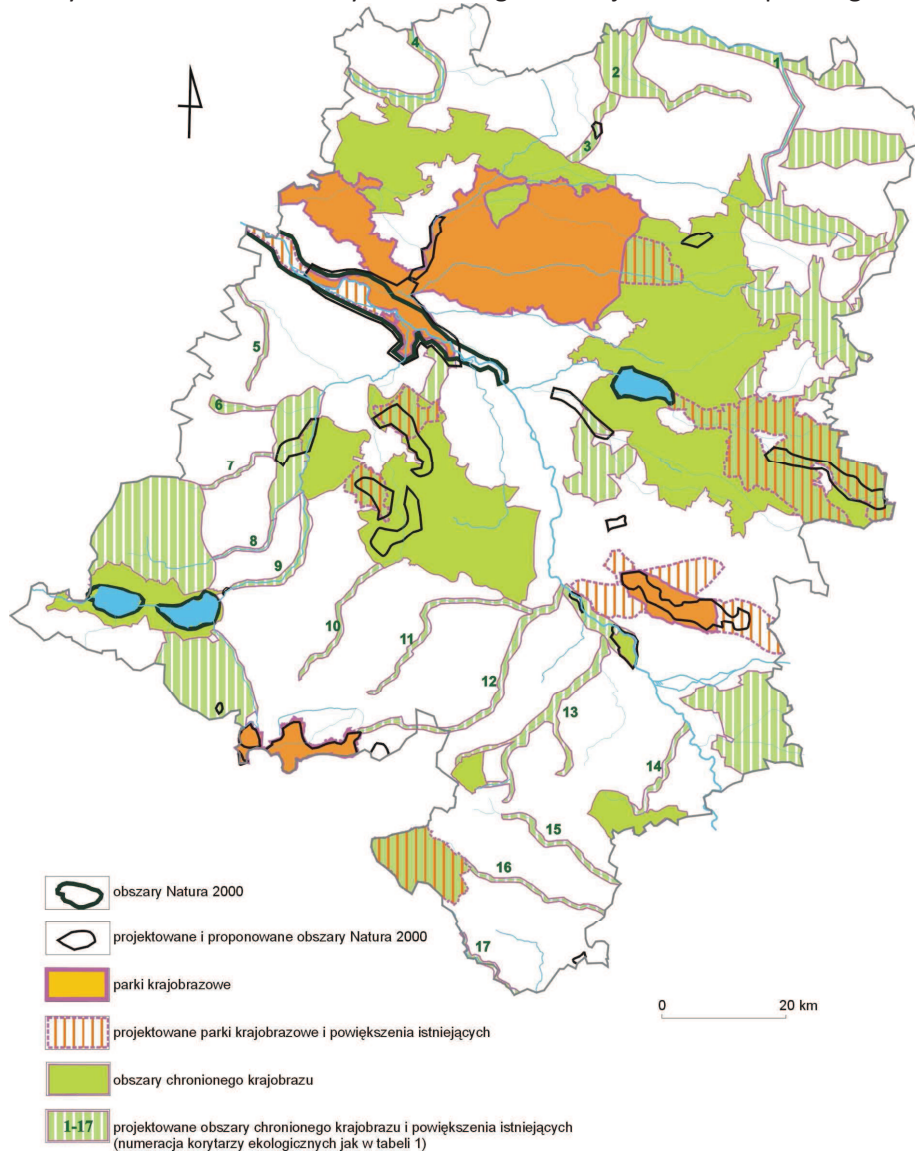 4
1
2
3
5
6
7
8
9
10
11
12
13
14
15
16
17
obszary Natura 2000
projektowane i proponowane obszary Natura 2000
parki krajobrazowe
0 20 km
projektowane parki krajobrazowe i powiększenia istniejących
obszary chronionego krajobrazu
1-17 projektowane obszary chronionego krajobrazu i powiększenia istniejących
(numeracja korytarzy ekologicznych jak w tabeli 1)